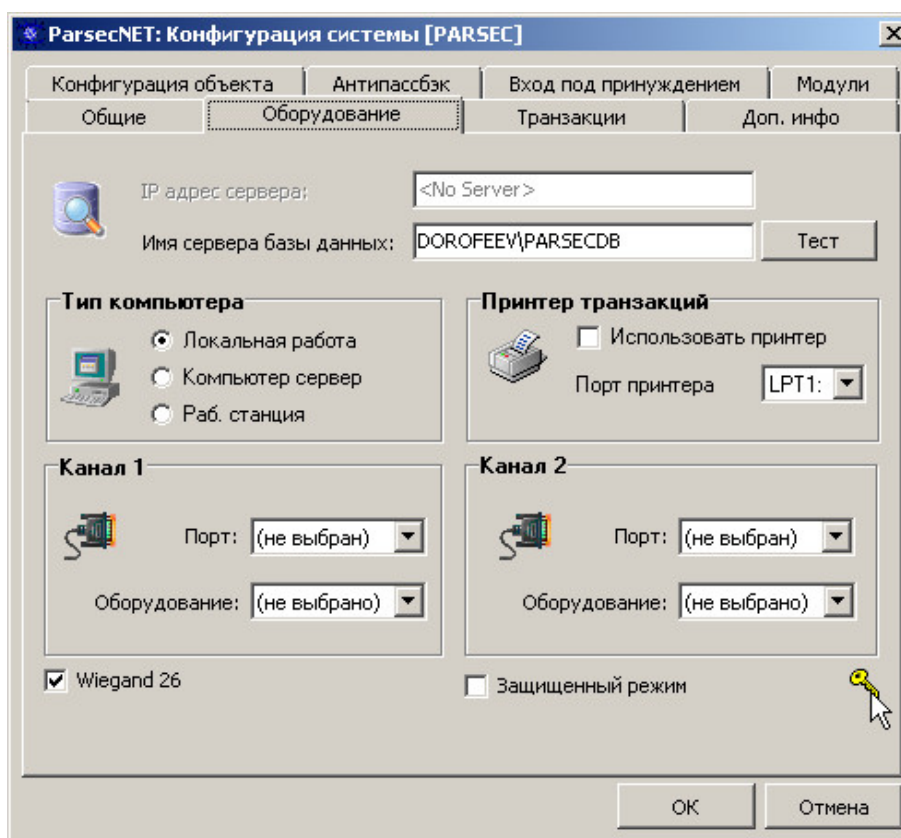 ParsecNET: Конфигурация системы [PARSEC]
Конфигурация объекта Антипассбэк Вход под принуждением Модули
Общие Оборудование Транзакции Доп. инфо
IP адрес сервера: <No Server>
Имя сервера базы данных: DOROFEEV\PARSECDB Тест
Тип компьютера
Локальная работа
Компьютер сервер
Раб. станция
Принтер транзакций
Использовать принтер
Порт принтера LPT1:
Канал 1
Порт: (не выбран)
Оборудование: (не выбрано)
Канал 2
Порт: (не выбран)
Оборудование: (не выбрано)
Wiegand 26
Защищенный режим
ОК Отмена